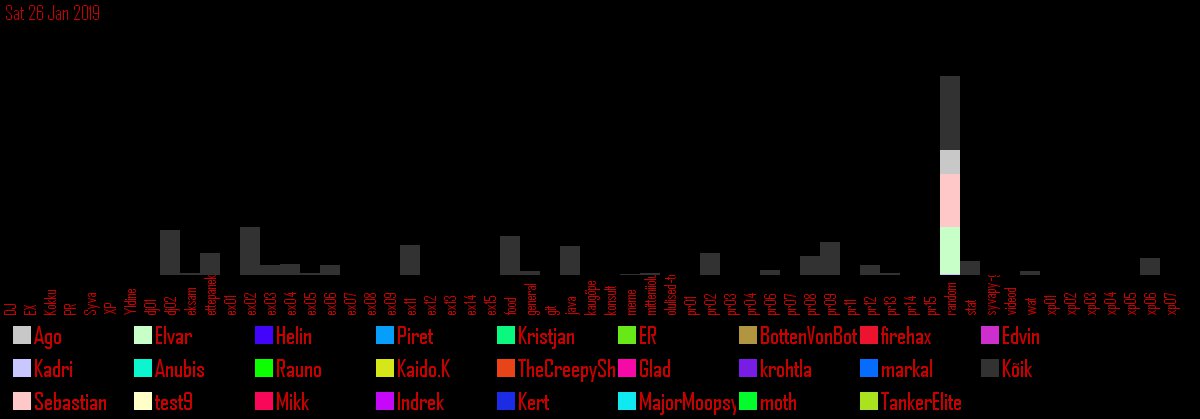 Sat 26 Jan 2019
DJ
EX
Kokku
PR
Syva
XP
Yldine
dj01
dj02
eksam
ettepanek
ex01
ex02
ex03
ex04
ex05
ex06
ex07
ex08
ex09
ex11
ex12
ex13
ex14
ex15
food
general
git
java
kaugõpe
konsult
meme
olulised-h
pr01
pr02
pr03
pr04
pr06
pr07
pr08
pr09
pr11
pr12
pr13
pr14
pr15
random
stat
videod
wat
xp01
xp02
xp03
xp04
xp05
xp06
xp07
Ago Elvar Helin Piret Kristjan ER BottenVonBot firehax Edvin
Kadri Anubis Rauno Kaido.K TheCreepySh Glad krohtla markal Kõik
Sebastian test9 Mikk Indrek Kert MajorMoopsy moth TankerElite